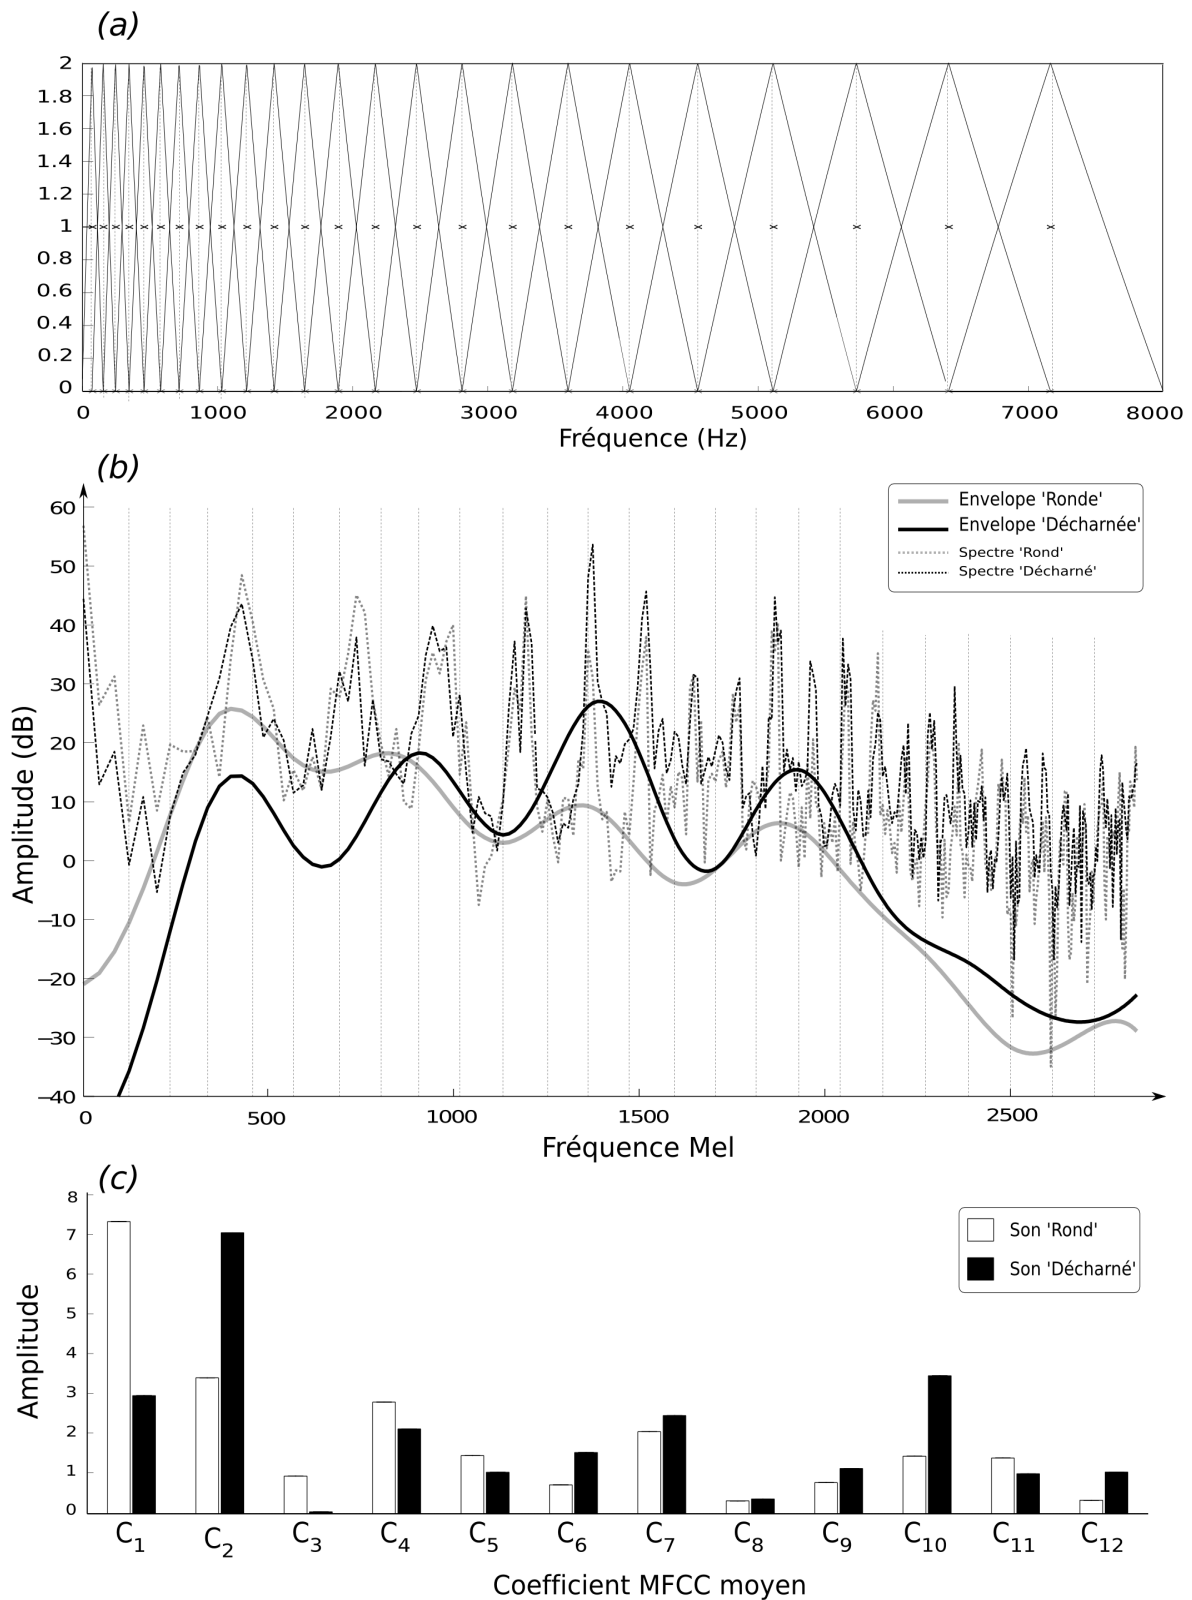 (a)
2
1.8
1.6
1.4
1.2
1
0.8
0.6
0.4
0.2
0
0 1000 2000 3000 4000 5000 6000 7000 8000
Fréquence (Hz)
(b)
Envelope 'Ronde'
Envelope 'Décharnée'
Spectre 'Rond'
Spectre 'Décharné'
60
50
40
30
20
10
0
−10
−20
−30
−40
Amplitude (dB)
0 500 1000 1500 2000 2500
Fréquence Mel
(c)
Son 'Rond'
Son 'Décharné'
8
7
6
5
4
3
2
1
0
Amplitude
C1 C2 C3 C4 C5 C6 C7 C8 C9 C10 C11 C12
Coefficient MFCC moyen